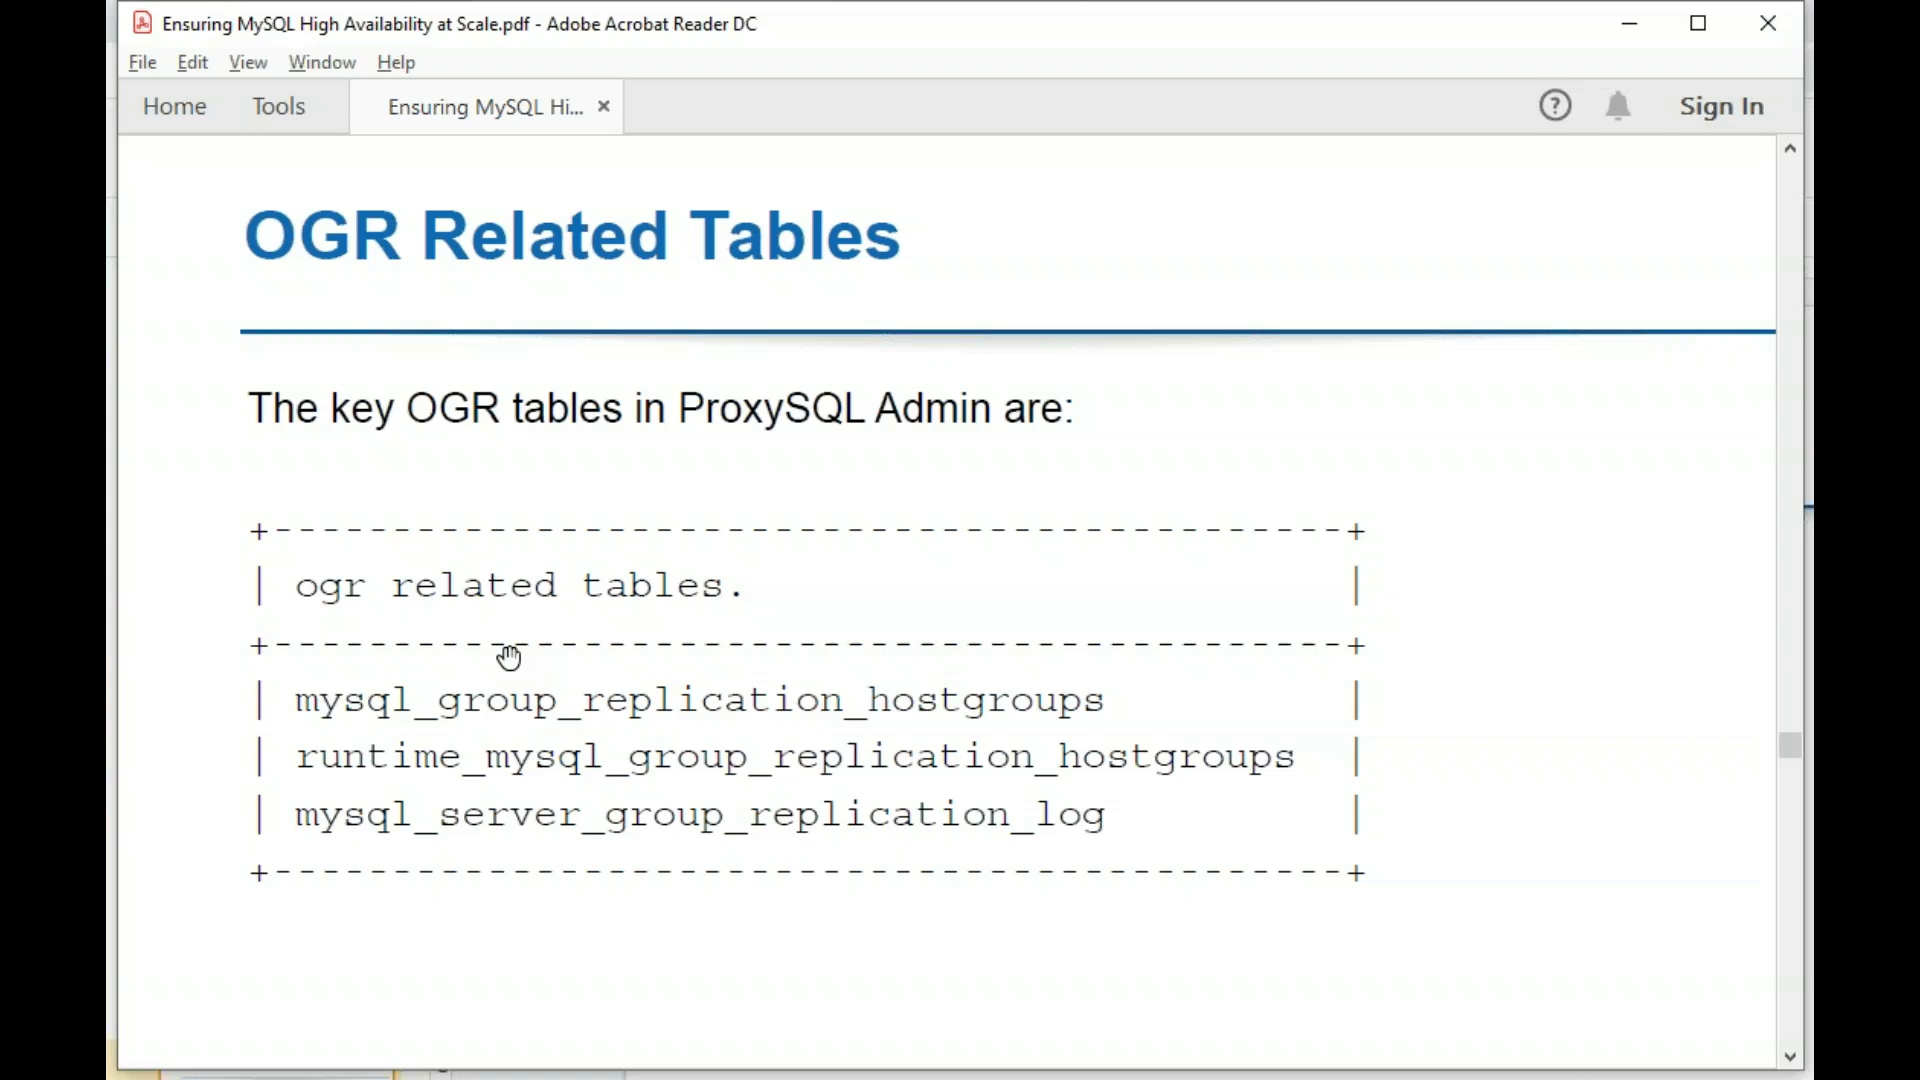 Ensuring MySQL High Availability at Scale.pdf - Adobe Acrobat Reader DC
File Edit View Window Help
Home Tools Ensuring MySQL Hi... × ? Sign In
OGR Related Tables
The key OGR tables in ProxySQL Admin are:
+---------------------------------------------+
| ogr related tables. |
+---------------------------------------------+
| mysql_group_replication_hostgroups |
| runtime_mysql_group_replication_hostgroups |
| mysql_server_group_replication_log |
+---------------------------------------------+